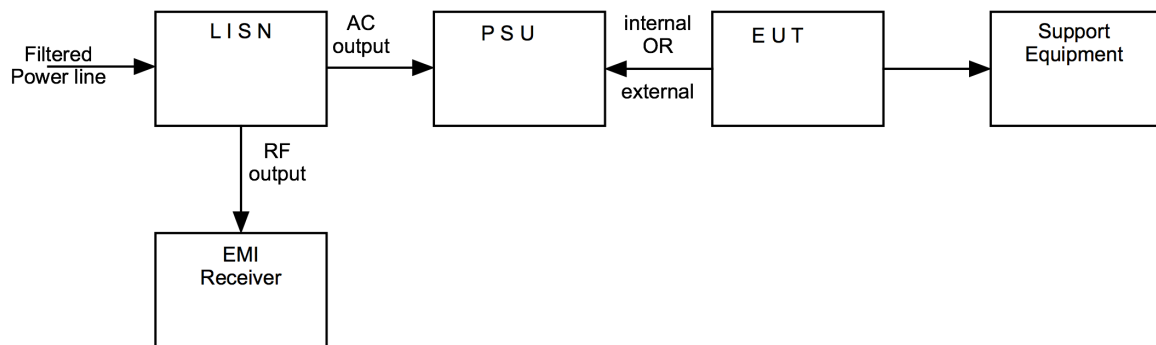 Filtered
Power line
L I S N
AC
output
P S U
internal
OR
external
E U T
Support
Equipment
RF
output
EMI
Receiver